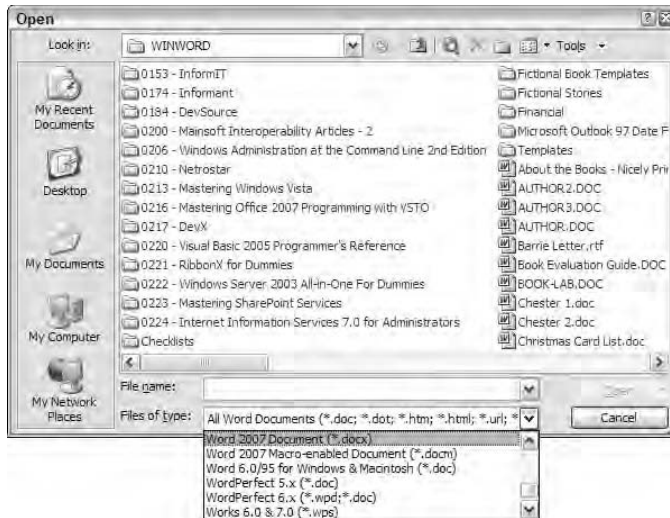 Open
Look in:
WINWORD
Tools
My Recent
Documents
Desktop
My Documents
My Computer
My Network
Places
0153 - InformIT
0174 - Informant
0184 - DevSource
0200 - Mainsoft Interoperability Articles - 2
0206 - Windows Administration at the Command Line 2nd Edition
0210 - Netrostar
0213 - Mastering Windows Vista
0216 - Mastering Office 2007 Programming with VSTO
0217 - DevX
0220 - Visual Basic 2005 Programmer's Reference
0221 - RibbonX for Dummies
0222 - Windows Server 2003 All-in-One For Dummies
0223 - Mastering SharePoint Services
0224 - Internet Information Services 7.0 for Administrators
Checklists
Fictional Book Templates
Fictional Stories
Financial
Microsoft Outlook 97 Date F
Templates
About the Books - Nicely Pri
AUTHOR2.DOC
AUTHOR3.DOC
AUTHOR.DOC
Barrie Letter.rtf
Book Evaluation Guide.DOC
BOOK-LAB.DOC
Chester 1.doc
Chester 2.doc
Christmas Card List.doc
File name:
Open
Files of type:
All Word Documents (*.doc; *.dot; *.htm; *.html; *.url; *
Cancel
Word 2007 Document (*.docx)
Word 2007 Macro-enabled Document (*.docm)
Word 6.0/95 for Windows & Macintosh (*.doc)
WordPerfect 5.x (*.doc)
WordPerfect 6.x (*.wpd;*.doc)
Works 6.0 & 7.0 (*.wps)